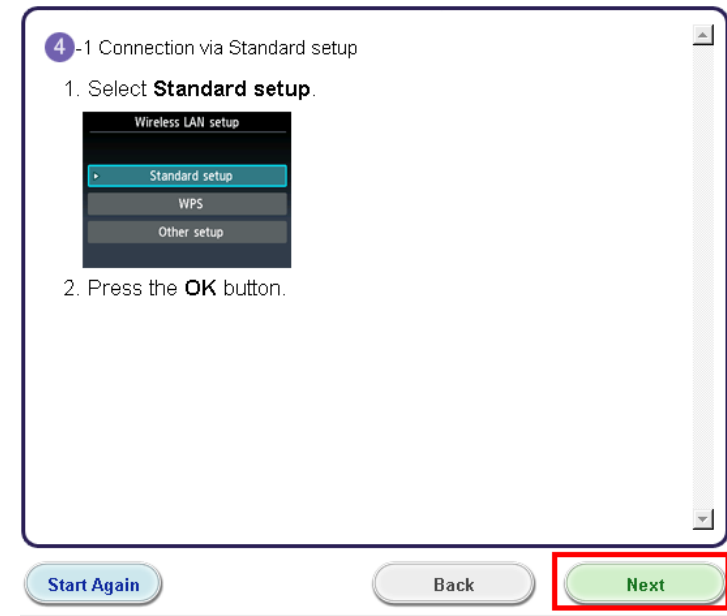 4-1 Connection via Standard setup
1. Select Standard setup.
Wireless LAN setup
Standard setup
WPS
Other setup
2. Press the OK button.
Start Again Back Next